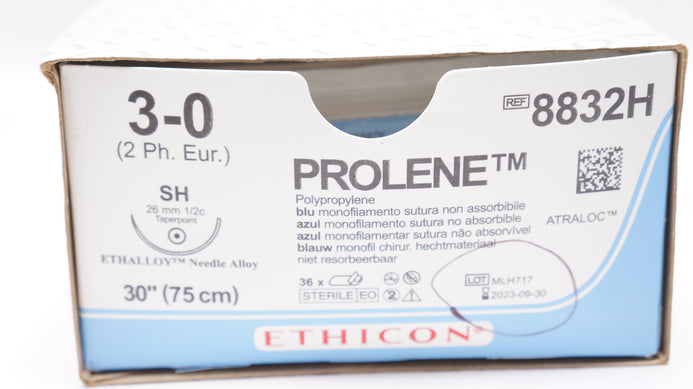 3-0
(2 Ph. Eur.)
REF 8832H
SH
26 mm 1/2c
Taperpoint
ETHALLOY™ Needle Alloy
30" (75 cm)
PROLENE™
Polypropylene
blu monofilamento sutura non assorbibile
azul monofilamento sutura no absorbible
azul monofilamentar sutura não absorvível
blauw monofil chirur. hechtmateriaal
niet resorbeerbaar
ATRALOC™
36 x
STERILE EO
2
LOT MLH717
2023-09-30
ETHICON®